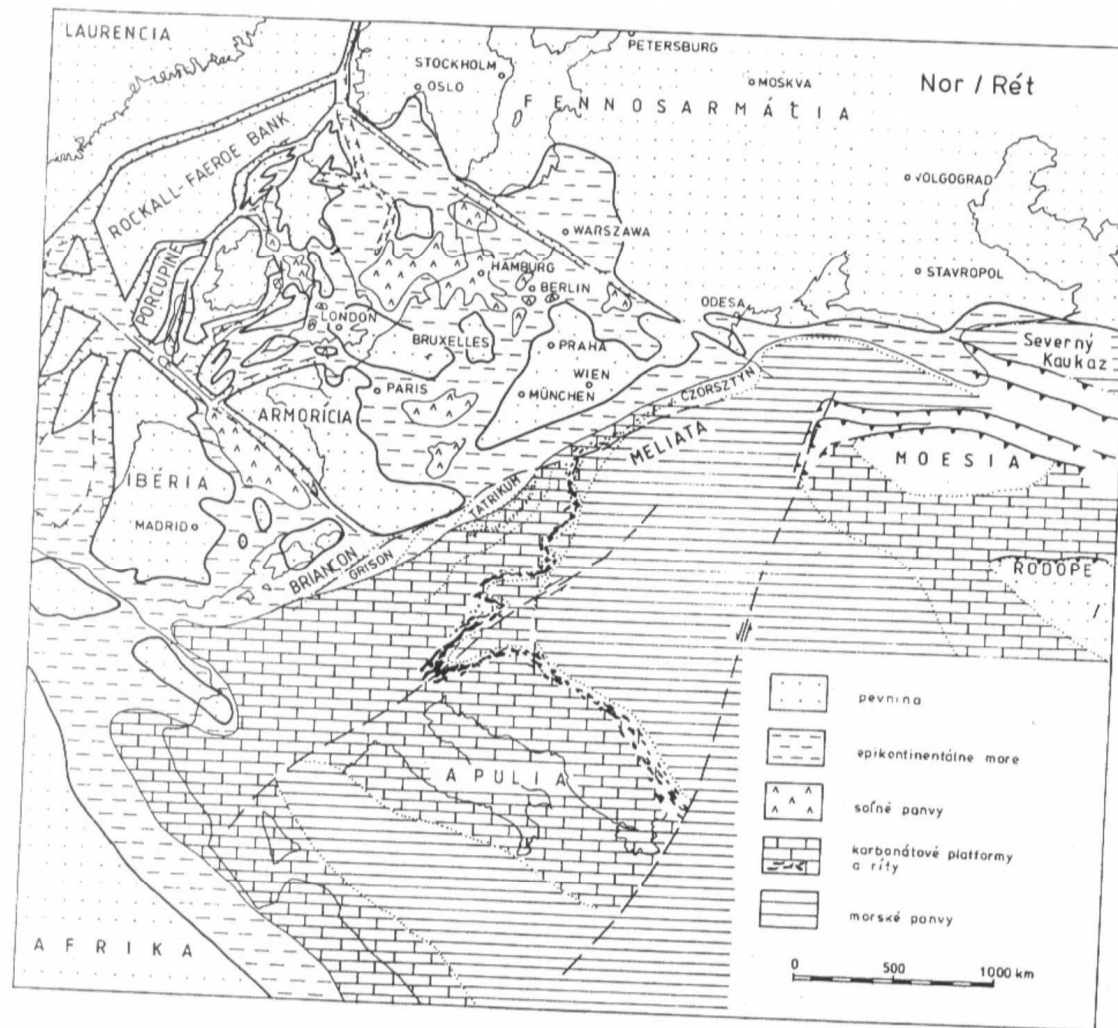 LAURENCIA
PETERSBURG
STOCKHOLM
OSLO
MOSKVA
Nor / Rét
FENNOSARMÁTIA
ROCKALL-FAEROE BANK
VOLGOGRAD
WARSZAWA
PORCUPINE
HAMBURG
BERLIN
STAVROPOL
ODESA
LONDON
BRUXELLES
PRAHA
Severný
Kaukaz
PARIS
WIEN
MÜNCHEN
CZORSZTYN
ARMORICIA
MELIATA
MOESIA
IBÉRIA
TATRIKUM
MADRID
BRIANCON
GRISON
RODOPE
APULIA
AFRIKA
pevnina
epikontinentálne more
soľné panvy
karbonátové platformy
a rify
morské panvy
0 500 1000 km